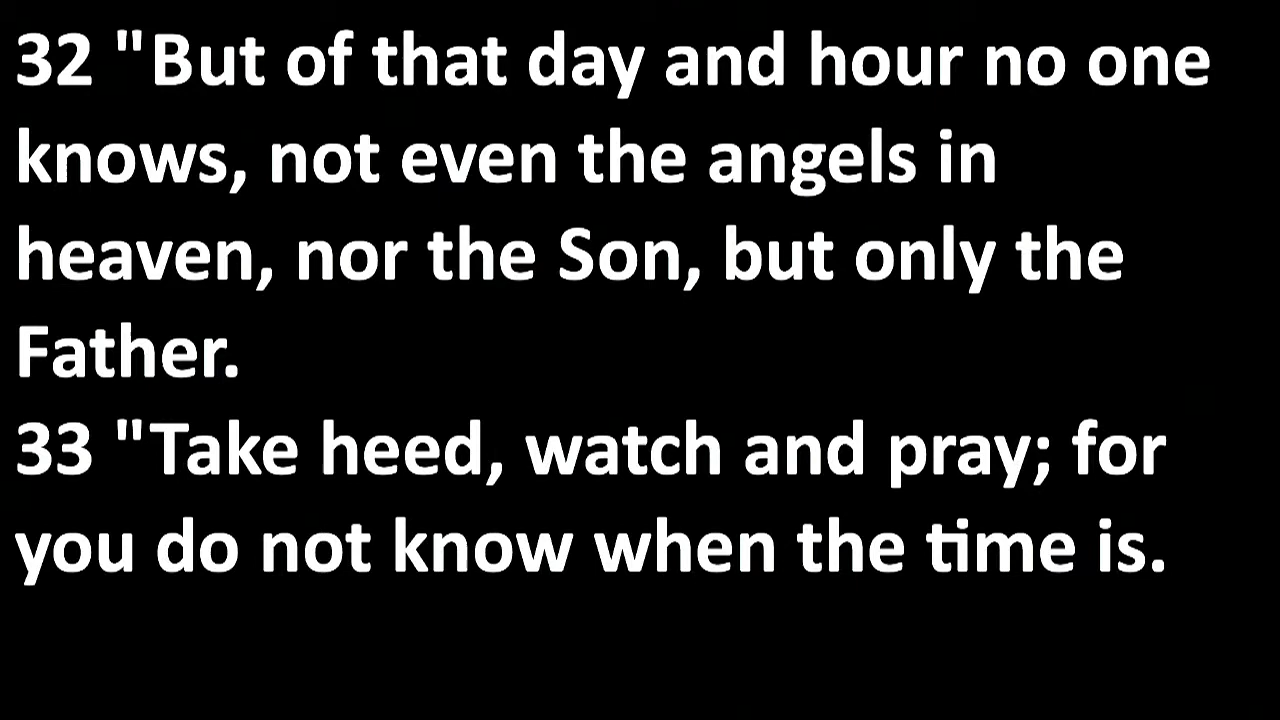 32 "But of that day and hour no one
knows, not even the angels in
heaven, nor the Son, but only the
Father.
33 "Take heed, watch and pray; for
you do not know when the time is.